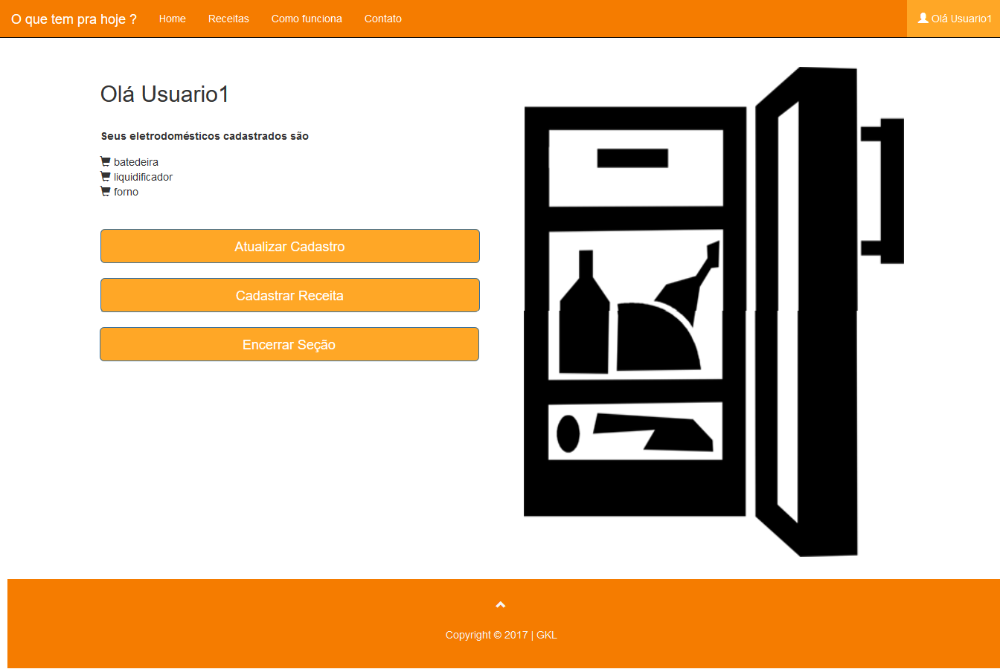 O que tem pra hoje ? Home Receitas Como funciona Contato Olá Usuario1
Olá Usuario1
Seus eletrodomésticos cadastrados são
batedeira
liquidificador
forno
Atualizar Cadastro
Cadastrar Receita
Encerrar Seção
Copyright © 2017 | GKL